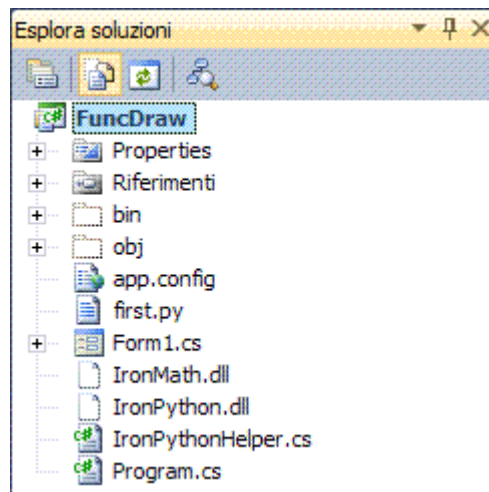 Esplora soluzioni
FuncDraw
Properties
Riferimenti
bin
obj
app.config
first.py
Form1.cs
IronMath.dll
IronPython.dll
IronPythonHelper.cs
Program.cs